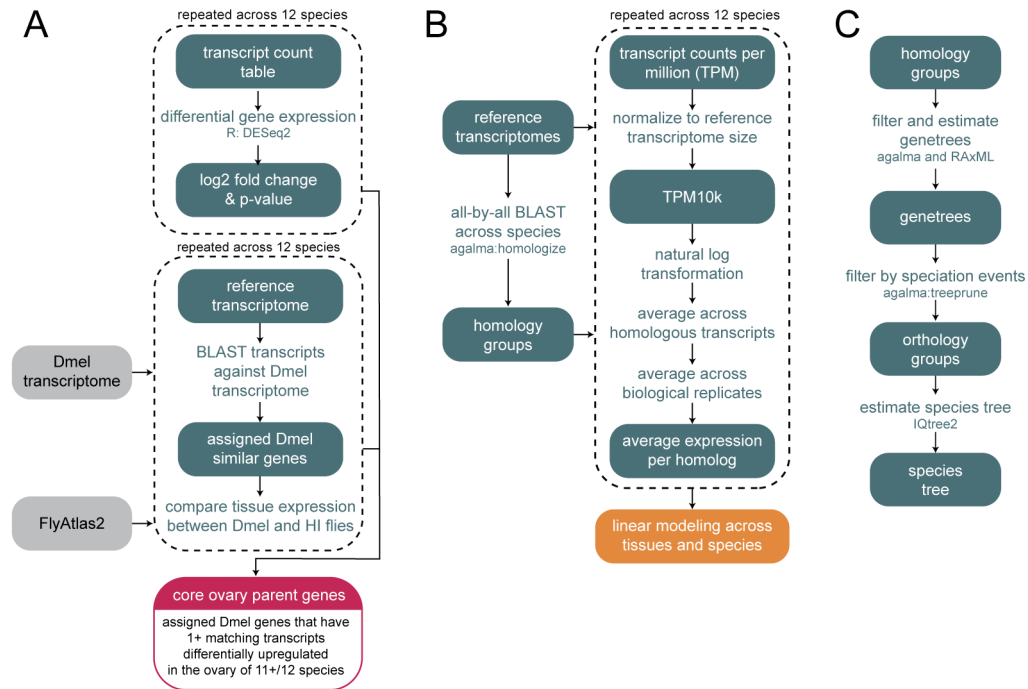 A
repeated across 12 species
transcript count
table
differential gene expression
R: DESeq2
log2 fold change
& p-value
repeated across 12 species
reference
transcriptome
Dmel
transcriptome
BLAST transcripts
against Dmel
transcriptome
assigned Dmel
similar genes
FlyAtlas2
compare tissue expression
between Dmel and HI flies
core ovary parent genes
assigned Dmel genes that have
1+ matching transcripts
differentially upregulated
in the ovary of 11+/12 species
B
repeated across 12 species
reference
transcriptomes
all-by-all BLAST
across species
agalma:homologize
homology
groups
transcript counts per
million (TPM)
normalize to reference
transcriptome size
TPM10k
natural log
transformation
average across
homologous transcripts
average across
biological replicates
average expression
per homolog
linear modeling across
tissues and species
C
homology
groups
filter and estimate
genetrees
agalma and RAxML
genetrees
filter by speciation events
agalma:treeprune
orthology
groups
estimate species tree
IQtree2
species
tree